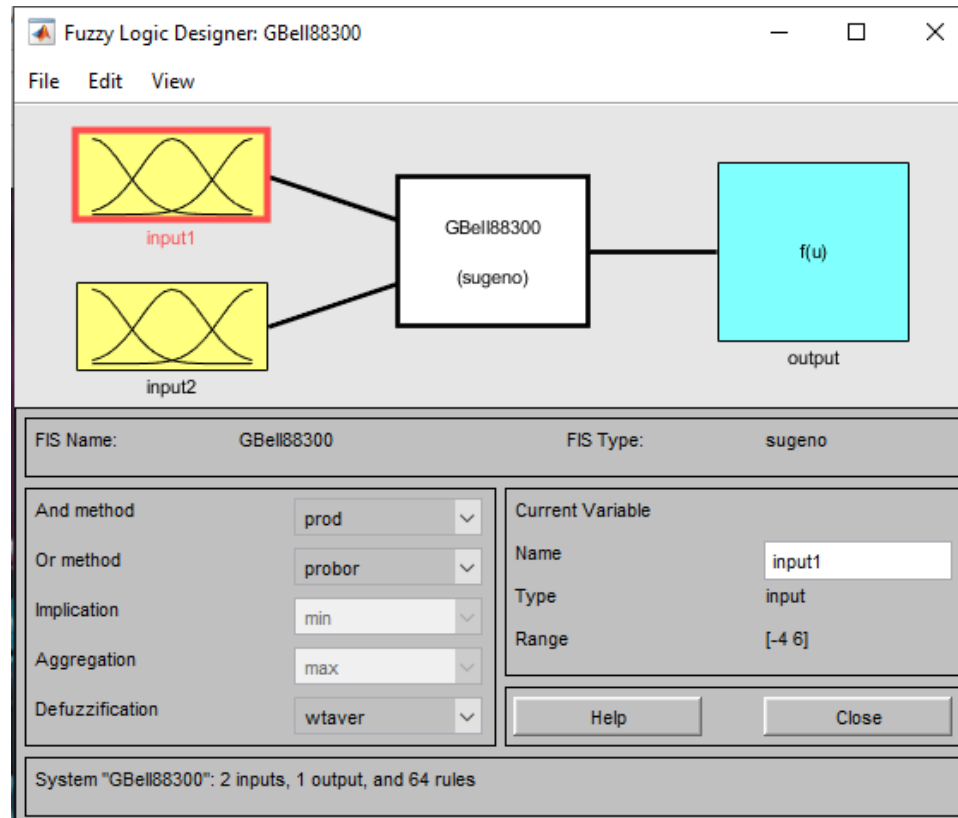 Fuzzy Logic Designer: GBell88300
File Edit View
input1
input2
GBell88300
(sugeno)
f(u)
output
FIS Name: GBell88300 FIS Type: sugeno
And method prod
Or method probor
Implication min
Aggregation max
Defuzzification wtaver
Current Variable
Name input1
Type input
Range [-4 6]
Help Close
System "GBell88300": 2 inputs, 1 output, and 64 rules